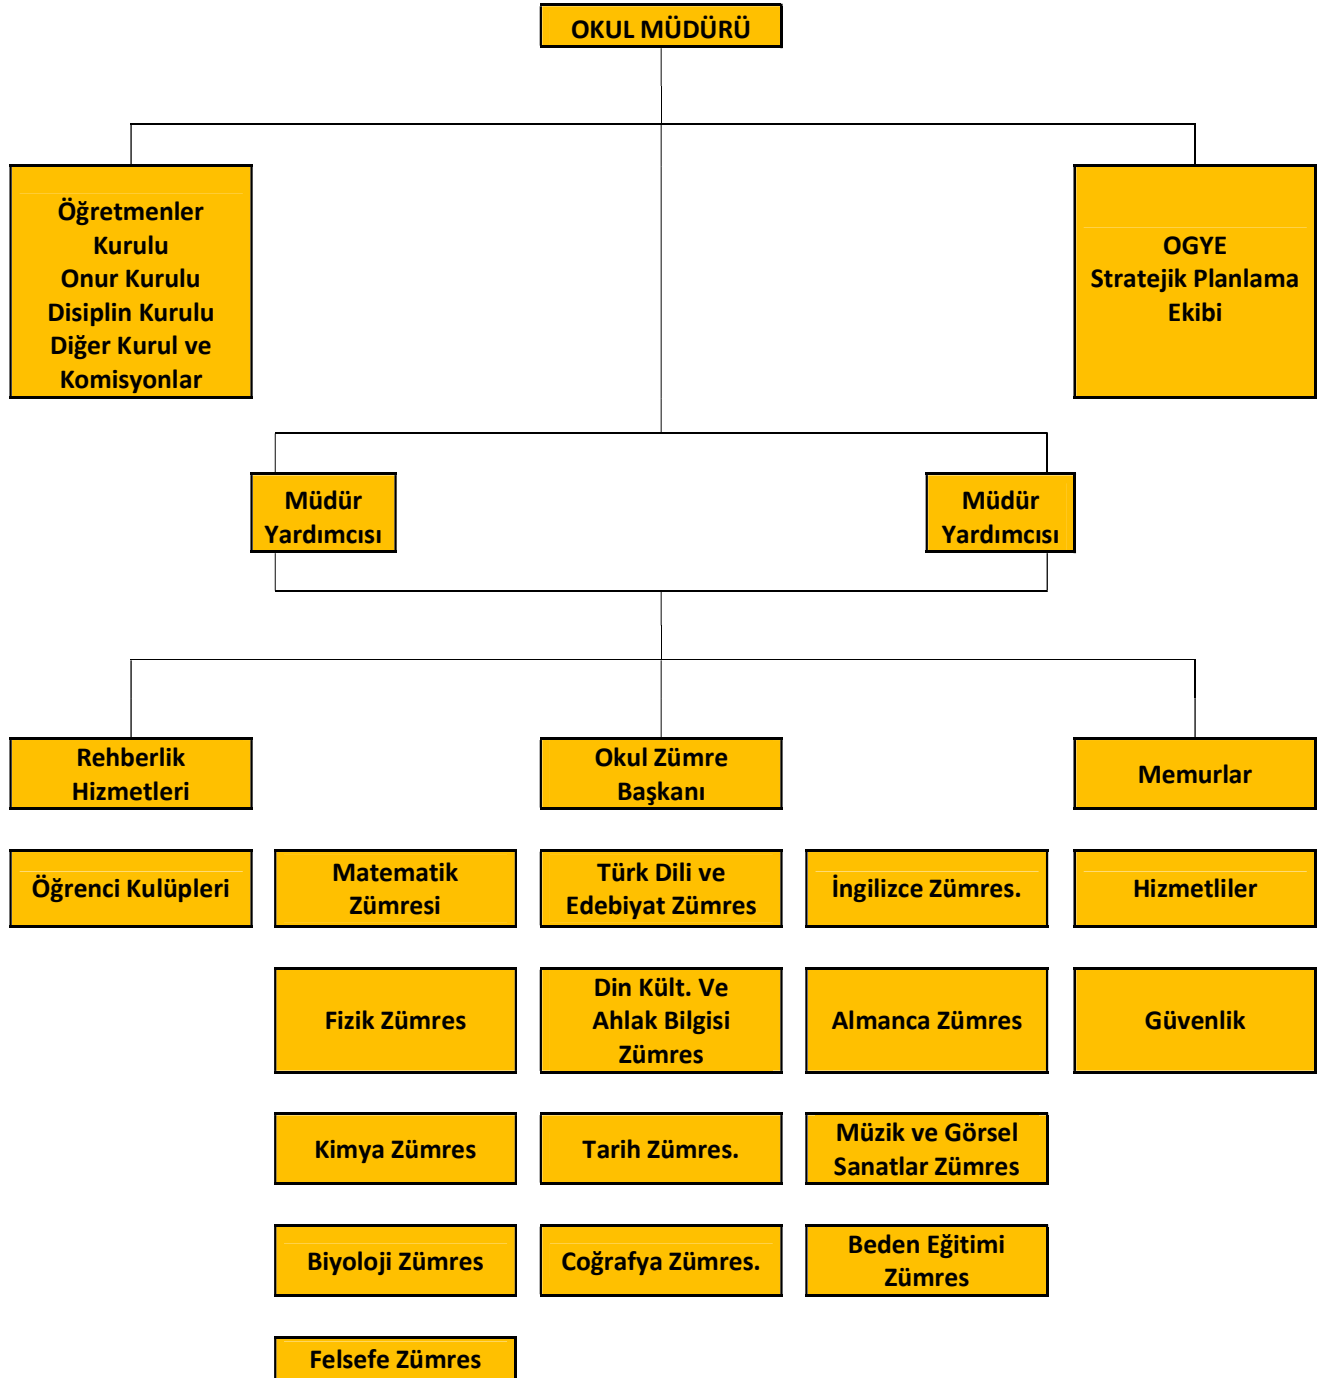 OKUL MÜDÜRÜ
Öğretmenler
Kurulu
Onur Kurulu
Disiplin Kurulu
Diğer Kurul ve
Komisyonlar
OGYE
Stratejik Planlama
Ekibi
Müdür
Yardımcısı
Müdür
Yardımcısı
Rehberlik
Hizmetleri
Okul Zümre
Başkanı
Memurlar
Öğrenci Kulüpleri
Matematik
Zümresi
Türk Dili ve
Edebiyat Zümres
İngilizce Zümres.
Hizmetliler
Fizik Zümres
Din Kült. Ve
Ahlak Bilgisi
Zümres
Almanca Zümres
Güvenlik
Kimya Zümres
Tarih Zümres.
Müzik ve Görsel
Sanatlar Zümres
Biyoloji Zümres
Coğrafya Zümres.
Beden Eğitimi
Zümres
Felsefe Zümres